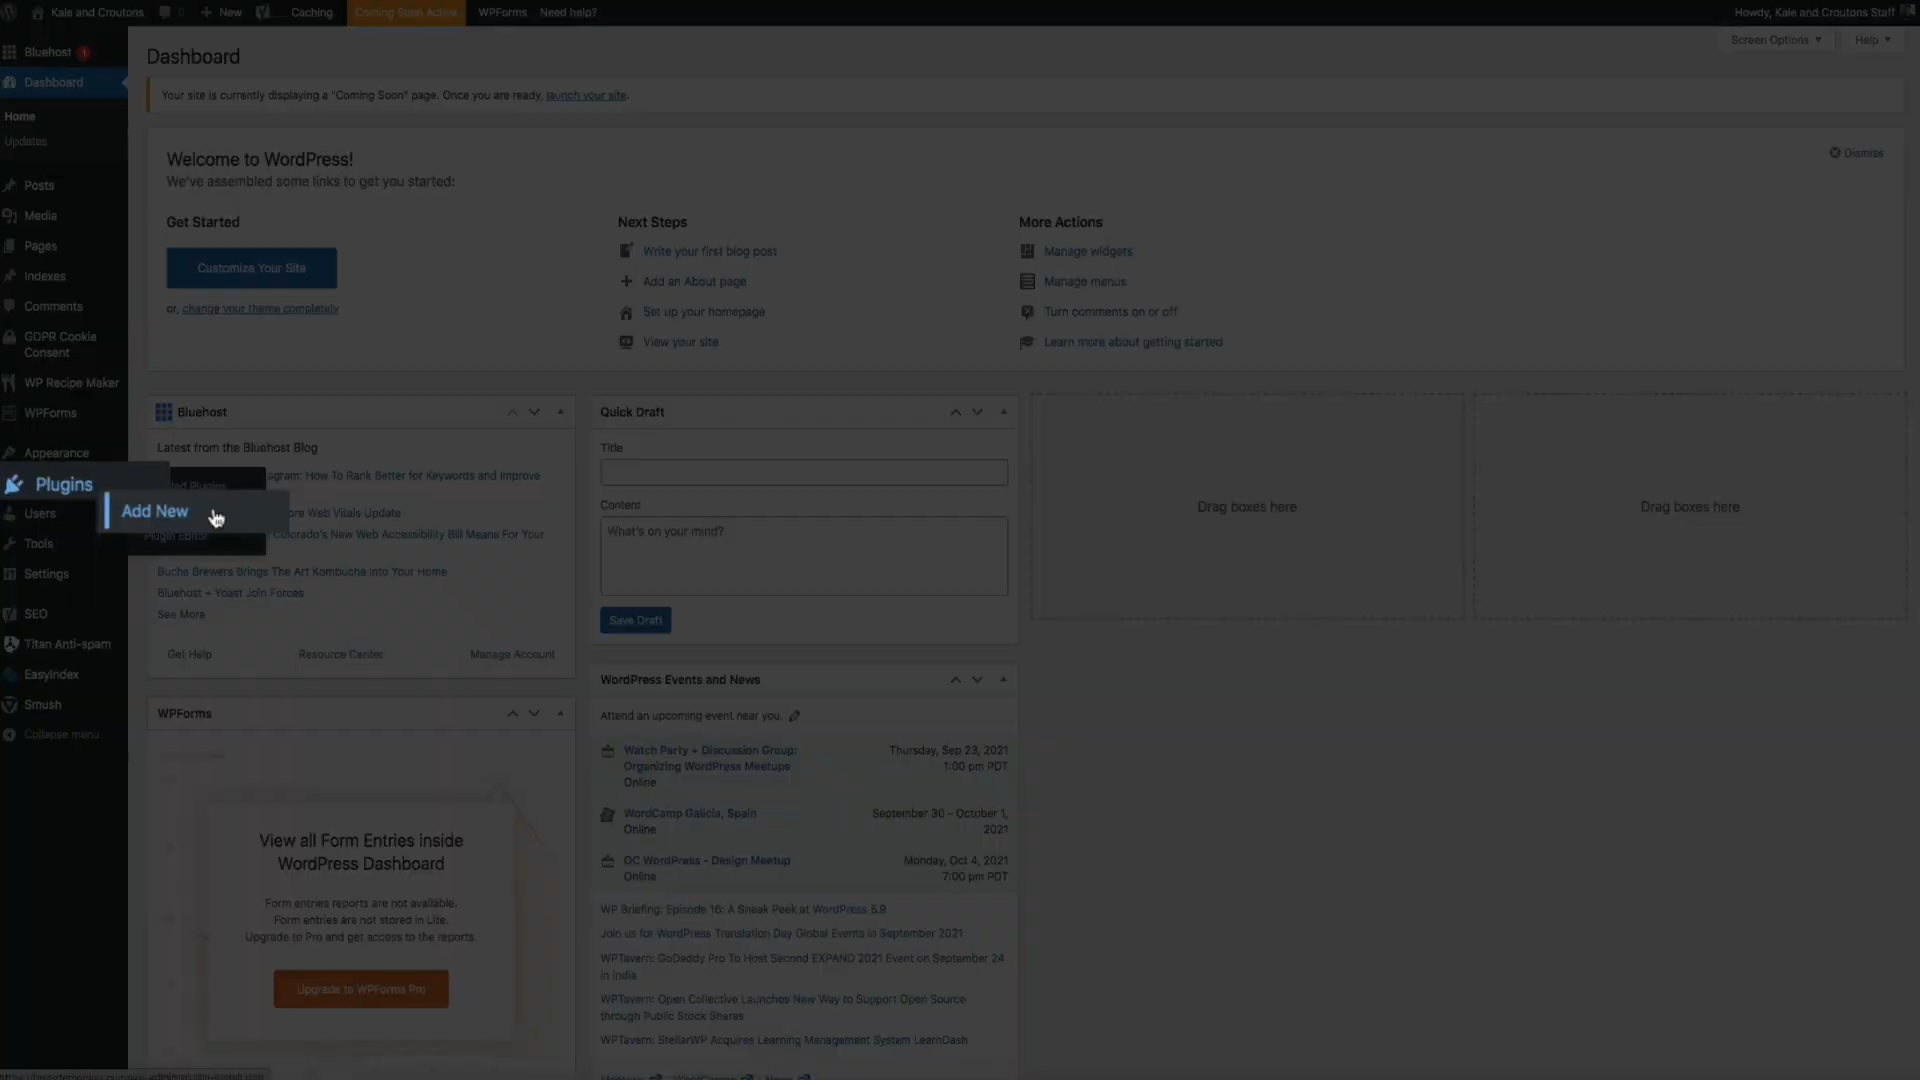 Kale and Croutons 0 New Caching Coming Soon Active WPForms Need help? Howdy, Kale and Croutons Staff
Bluehost 1
Dashboard
Home
Updates
Posts
Media
Pages
Indexes
Comments
GDPR Cookie
Consent
WP Recipe Maker
WPForms
Appearance
Plugins
Add New
Plugin Editor
Users
Tools
Settings
SEO
Titan Anti-spam
EasyIndex
Smush
Collapse menu
Dashboard
Screen Options Help
Your site is currently displaying a "Coming Soon" page. Once you are ready, launch your site.
Welcome to WordPress!
Dismiss
We've assembled some links to get you started:
Get Started
Customize Your Site
or, change your theme completely
Next Steps
Write your first blog post
Add an About page
Set up your homepage
View your site
More Actions
Manage widgets
Manage menus
Turn comments on or off
Learn more about getting started
Bluehost
Latest from the Bluehost Blog
How To Rank Better for Keywords and Improve
Web Vitals Update
Colorado's New Web Accessibility Bill Means For Your
Bucha Brewers Brings The Art Kombucha Into Your Home
Bluehost + Yoast Join Forces
See More
Get Help Resource Center Manage Account
WPForms
View all Form Entries inside
WordPress Dashboard
Form entries reports are not available.
Form entries are not stored in Lite.
Upgrade to Pro and get access to the reports.
Upgrade to WPForms Pro
Quick Draft
Title
Content
What's on your mind?
Save Draft
WordPress Events and News
Attend an upcoming event near you.
Watch Party + Discussion Group: Thursday, Sep 23, 2021
Organizing WordPress Meetups 1:00 pm PDT
Online
WordCamp Galicia, Spain September 30 – October 1,
Online 2021
OC WordPress - Design Meetup Monday, Oct 4, 2021
Online 7:00 pm PDT
WP Briefing: Episode 16: A Sneak Peek at WordPress 5.9
Join us for WordPress Translation Day Global Events in September 2021
WPTavern: GoDaddy Pro To Host Second EXPAND 2021 Event on September 24
in India
WPTavern: Open Collective Launches New Way to Support Open Source
through Public Stock Shares
WPTavern: StellarWP Acquires Learning Management System LearnDash
Drag boxes here
Drag boxes here